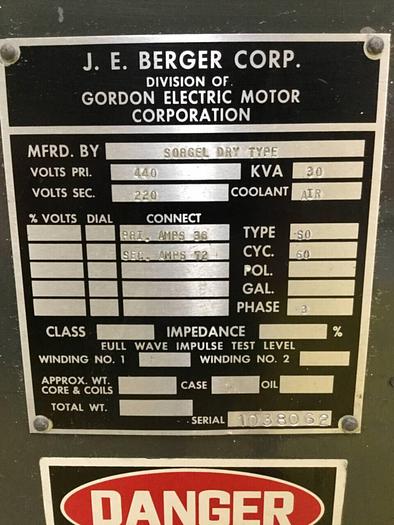 J. E. BERGER CORP.
DIVISION OF
GORDON ELECTRIC MOTOR
CORPORATION
MFRD. BY SORGEL DRY TYPE
VOLTS PRI. 440 KVA 30
VOLTS SEC. 220 COOLANT AIR
% VOLTS DIAL CONNECT
PRI. AMPS 36 TYPE SO
SEC. AMPS 72 CYC. 60
POL.
GAL.
PHASE 3
CLASS IMPEDANCE %
FULL WAVE IMPULSE TEST LEVEL
WINDING NO. 1 WINDING NO. 2
APPROX. WT.
CORE & COILS CASE OIL
TOTAL WT.
SERIAL 1038062
DANGER